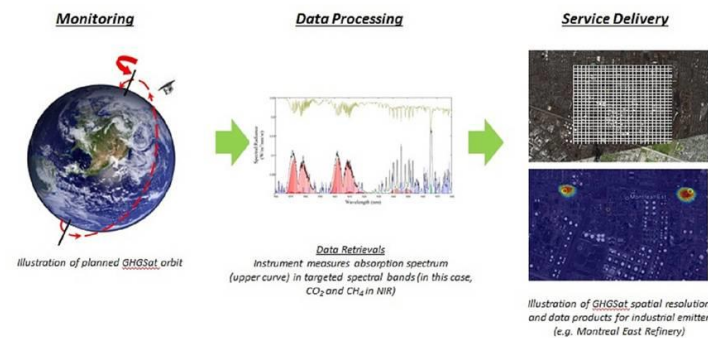 Monitoring
Data Processing
Service Delivery
Spectral Radiance
Wavelength (nm)
Illustration of planned GHGSat orbit
Data Retrievals
Instrument measures absorption spectrum
(upper curve) in targeted spectral bands (in this case,
CO2 and CH4 in NIR)
Illustration of GHGSat spatial resolution
and data products for industrial emitter
(e.g. Montreal East Refinery)